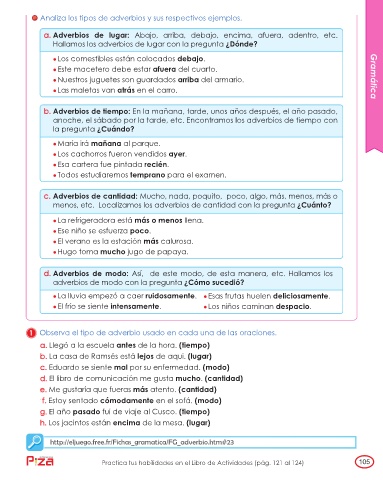 Analiza los tipos de adverbios y sus respectivos ejemplos.
a. Adverbios de lugar: Abajo, arriba, debajo, encima, afuera, adentro, etc.
Hallamos los adverbios de lugar con la pregunta ¿Dónde?
• Los comestibles están colocados debajo.
• Este macetero debe estar afuera del cuarto.
• Nuestros juguetes son guardados arriba del armario.
• Las maletas van atrás en el carro.
Gramática
b. Adverbios de tiempo: En la mañana, tarde, unos años después, el año pasado,
anoche, el sábado por la tarde, etc. Encontramos los adverbios de tiempo con
la pregunta ¿Cuándo?
• María irá mañana al parque.
• Los cachorros fueron vendidos ayer.
• Esa cartera fue pintada recién.
• Todos estudiaremos temprano para el examen.
c. Adverbios de cantidad: Mucho, nada, poquito, poco, algo, más, menos, más o
menos, etc. Localizamos los adverbios de cantidad con la pregunta ¿Cuánto?
• La refrigeradora está más o menos llena.
• Ese niño se esfuerza poco.
• El verano es la estación más calurosa.
• Hugo toma mucho jugo de papaya.
d. Adverbios de modo: Así, de este modo, de esta manera, etc. Hallamos los
adverbios de modo con la pregunta ¿Cómo sucedió?
• La lluvia empezó a caer ruidosamente. • Esas frutas huelen deliciosamente.
• El frío se siente intensamente. • Los niños caminan despacio.
1 Observa el tipo de adverbio usado en cada una de las oraciones.
a. Llegó a la escuela antes de la hora. (tiempo)
b. La casa de Ramsés está lejos de aquí. (lugar)
c. Eduardo se siente mal por su enfermedad. (modo)
d. El libro de comunicación me gusta mucho. (cantidad)
e. Me gustaría que fueras más atento. (cantidad)
f. Estoy sentado cómodamente en el sofá. (modo)
g. El año pasado fui de viaje al Cusco. (tiempo)
h. Los jacintos están encima de la mesa. (lugar)
http://eljuego.free.fr/Fichas_gramatica/FG_adverbio.htm#23
Piza
Practica tus habilidades en el Libro de Actividades (pág. 121 al 124)
105